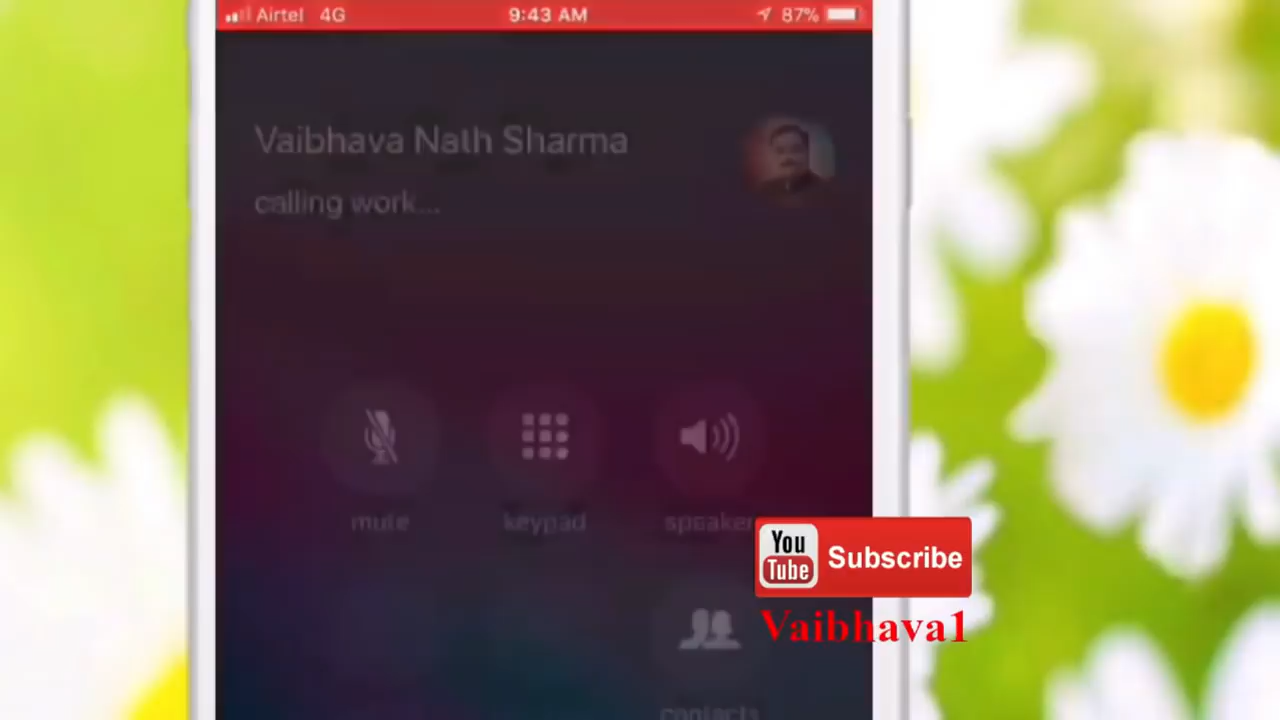 Airtel 4G 9:43 AM 87%
Vaibhava Nath Sharma
calling work...
mute keypad speaker
You Tube Subscribe
Vaibhava1
contacts